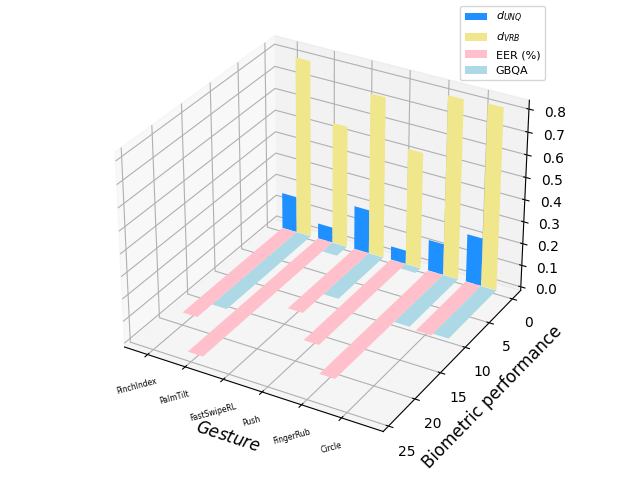 d_UNQ
d_VRB
EER (%)
GBQA
0.8
0.7
0.6
0.5
0.4
0.3
0.2
0.1
0.0
0
5
10
15
20
25
Biometric performance
PinchIndex
PalmTilt
FastSwipeRL
Push
FingerRub
Circle
Gesture